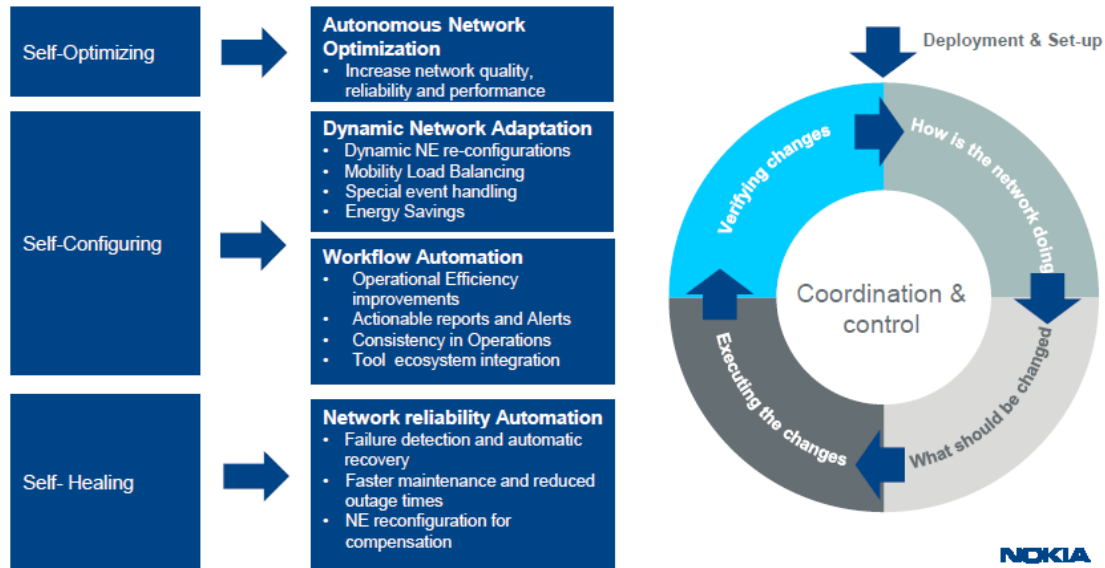 Self-Optimizing
Autonomous Network
Optimization
• Increase network quality,
reliability and performance
Self-Configuring
Dynamic Network Adaptation
• Dynamic NE re-configurations
• Mobility Load Balancing
• Special event handling
• Energy Savings
Workflow Automation
• Operational Efficiency
improvements
• Actionable reports and Alerts
• Consistency in Operations
• Tool ecosystem integration
Self- Healing
Network reliability Automation
• Failure detection and automatic
recovery
• Faster maintenance and reduced
outage times
• NE reconfiguration for
compensation
Deployment & Set-up
How is the network doing
What should be changed
Executing the changes
Verifying changes
Coordination &
control
NOKIA